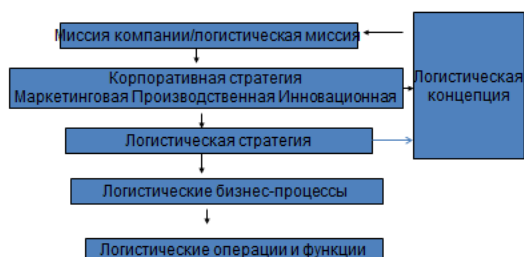 Миссия компании/логистическая миссия
Корпоративная стратегия
Маркетинговая Производственная Инновационная
Логистическая
концепция
Логистическая стратегия
Логистические бизнес-процессы
Логистические операции и функции